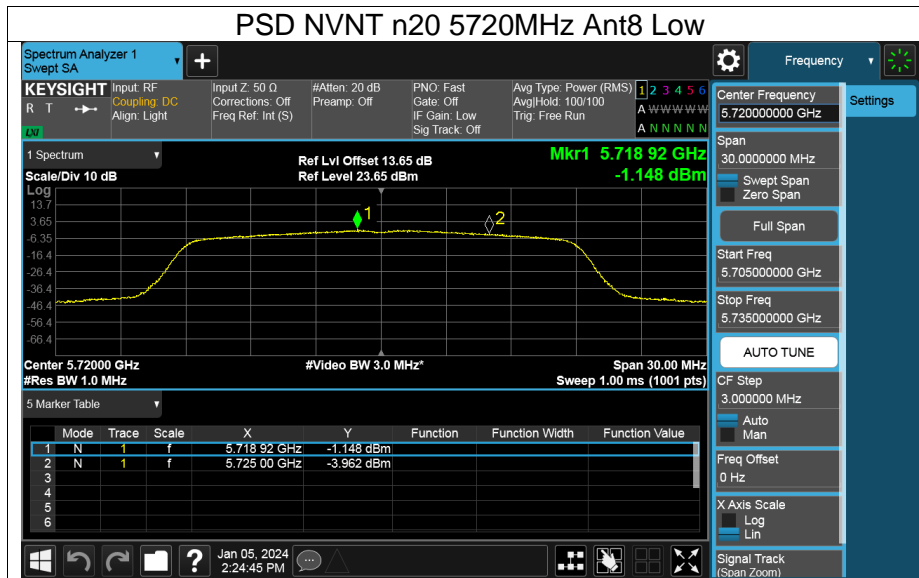 PSD NVNT n20 5720MHz Ant8 Low
Spectrum Analyzer 1
Swept SA
+
Frequency
KEYSIGHT
R T
LXI
Input: RF
Coupling: DC
Align: Light
Input Z: 50 Ω
Corrections: Off
Freq Ref: Int (S)
#Atten: 20 dB
Preamp: Off
PNO: Fast
Gate: Off
IF Gain: Low
Sig Track: Off
Avg Type: Power (RMS)
Avg|Hold: 100/100
Trig: Free Run
1 2 3 4 5 6
A W W W W W
A N N N N N
1 Spectrum
Scale/Div 10 dB
Ref Lvl Offset 13.65 dB
Ref Level 23.65 dBm
Mkr1 5.718 92 GHz
-1.148 dBm
Log
13.7
3.65
-6.35
-16.4
-26.4
-36.4
-46.4
-56.4
-66.4
1
2
Center 5.72000 GHz
#Res BW 1.0 MHz
#Video BW 3.0 MHz*
Span 30.00 MHz
Sweep 1.00 ms (1001 pts)
5 Marker Table
Mode Trace Scale X Y Function Function Width Function Value
1 N 1 f 5.718 92 GHz -1.148 dBm
2 N 1 f 5.725 00 GHz -3.962 dBm
3
4
5
6
? Jan 05, 2024
2:24:45 PM
Center Frequency
5.720000000 GHz
Settings
Span
30.0000000 MHz
Swept Span
Zero Span
Full Span
Start Freq
5.705000000 GHz
Stop Freq
5.735000000 GHz
AUTO TUNE
CF Step
3.000000 MHz
Auto
Man
Freq Offset
0 Hz
X Axis Scale
Log
Lin
Signal Track
(Span Zoom)